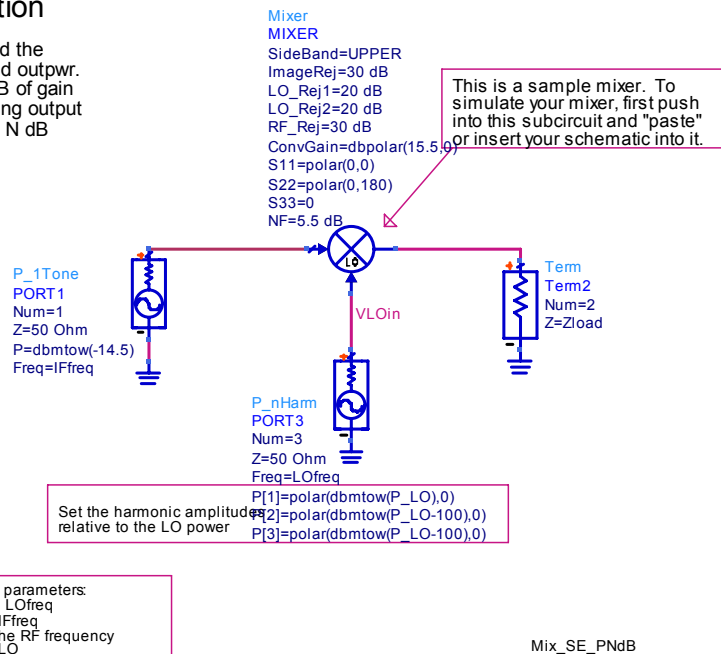 tion
d the
d outpwr.
B of gain
ng output
N dB
Mixer
MIXER
SideBand=UPPER
ImageRej=30 dB
LO_Rej1=20 dB
LO_Rej2=20 dB
RF_Rej=30 dB
ConvGain=dbpolar(15.5,0)
S11=polar(0,0)
S22=polar(0,180)
S33=0
NF=5.5 dB
This is a sample mixer. To
simulate your mixer, first push
into this subcircuit and "paste"
or insert your schematic into it.
LO
P_1Tone
PORT1
Num=1
Z=50 Ohm
P=dbmtow(-14.5)
Freq=IFfreq
Term
Term2
Num=2
Z=Zload
VLOin
P_nHarm
PORT3
Num=3
Z=50 Ohm
Freq=LOfreq
P[1]=polar(dbmtow(P_LO),0)
P[2]=polar(dbmtow(P_LO-100),0)
P[3]=polar(dbmtow(P_LO-100),0)
Set the harmonic amplitudes
relative to the LO power
parameters:
LOfreq
IFfreq
he RF frequency
LO
Mix_SE_PNdB